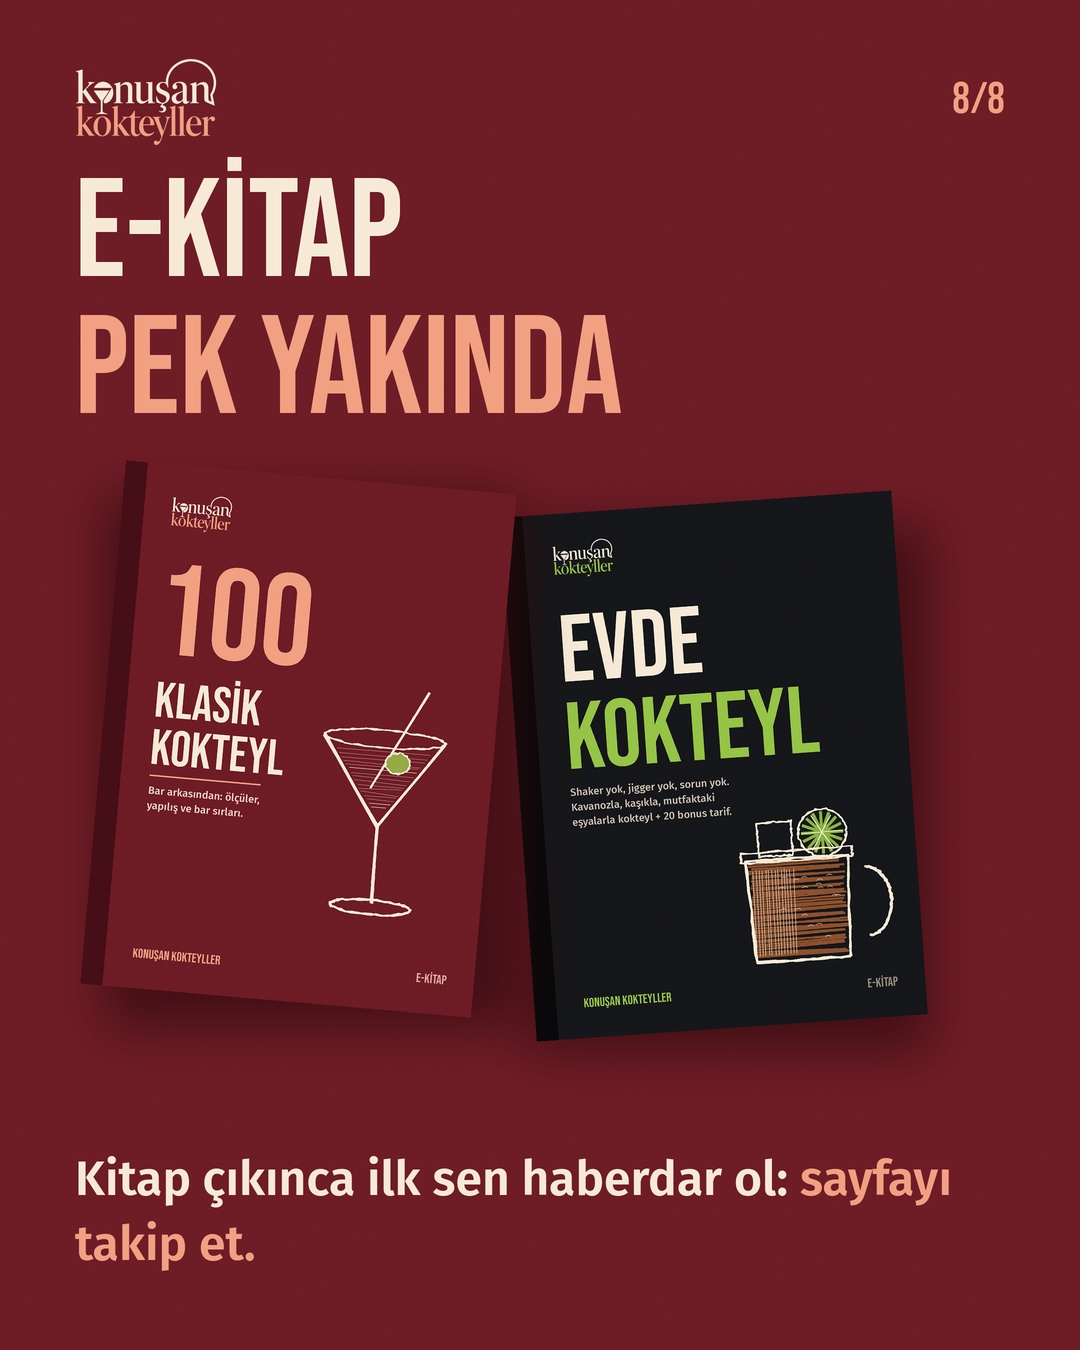 konuşan
kokteyller
8/8
E-KİTAP
PEK YAKINDA
konuşan
kokteyller
100
KLASİK
KOKTEYL
Bar arkasından: ölçüler,
yapılış ve bar sırları.
KONUŞAN KOKTEYLLER
E-KİTAP
konuşan
kokteyller
EVDE
KOKTEYL
Shaker yok, jigger yok, sorun yok.
Kavanozla, kaşıkla, mutfaktaki
eşyalarla kokteyl + 20 bonus tarif.
KONUŞAN KOKTEYLLER
E-KİTAP
Kitap çıkınca ilk sen haberdar ol: sayfayı
takip et.